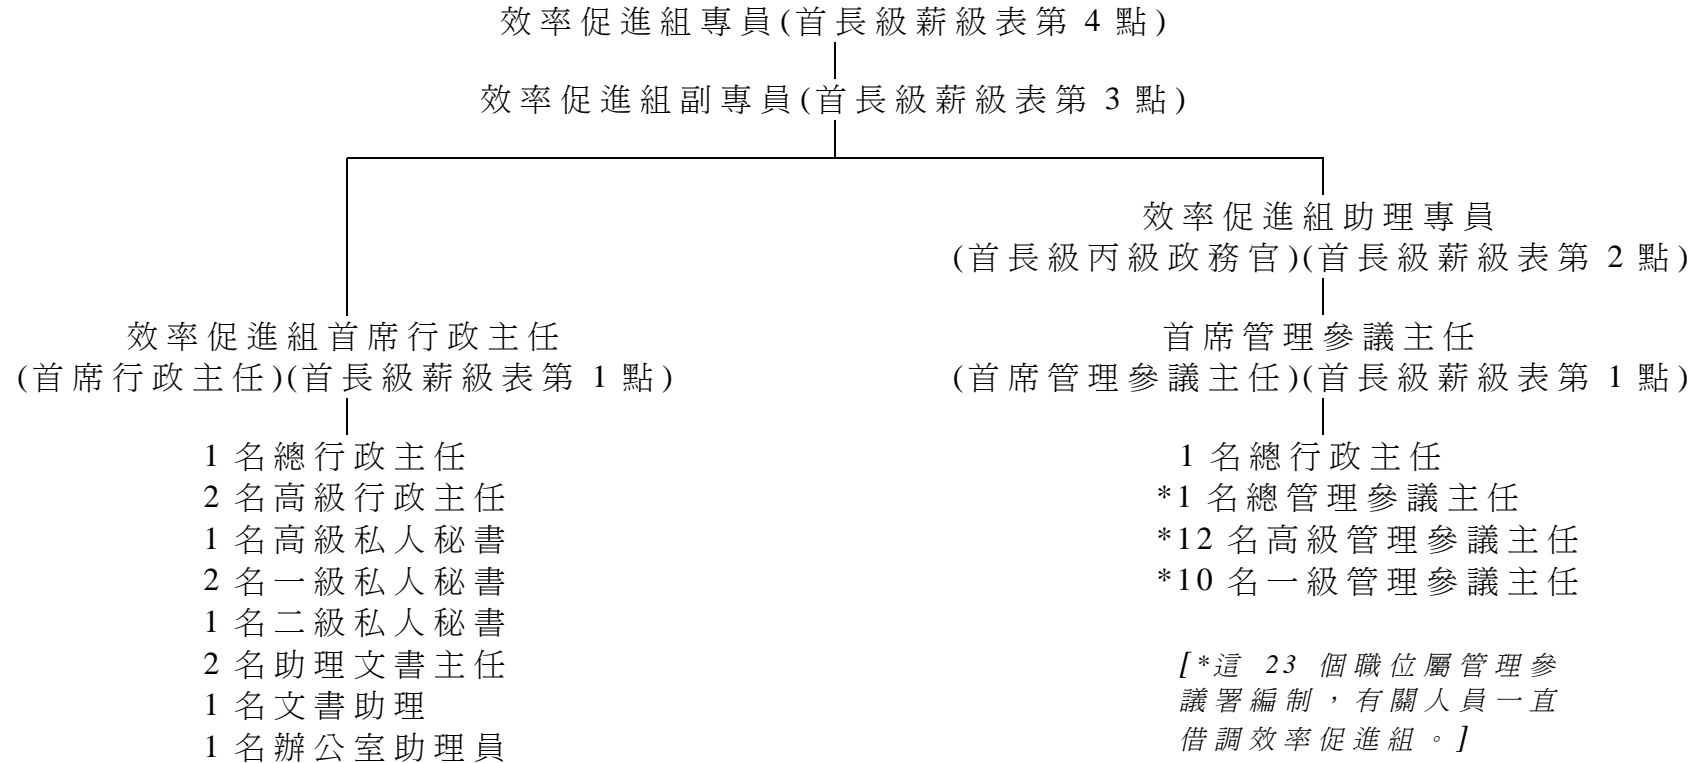 效率促進組專員(首長級薪級表第 4 點)
效率促進組副專員(首長級薪級表第 3 點)
效率促進組助理專員
(首長級丙級政務官)(首長級薪級表第 2 點)
效率促進組首席行政主任
(首席行政主任)(首長級薪級表第 1 點)
首席管理參議主任
(首席管理參議主任)(首長級薪級表第 1 點)
1 名總行政主任
2 名高級行政主任
1 名高級私人秘書
2 名一級私人秘書
1 名二級私人秘書
2 名助理文書主任
1 名文書助理
1 名辦公室助理員
1 名總行政主任
*1 名總管理參議主任
*12 名高級管理參議主任
*10 名一級管理參議主任
[*這 23 個職位屬管理參
議署編制，有關人員一直
借調效率促進組。]